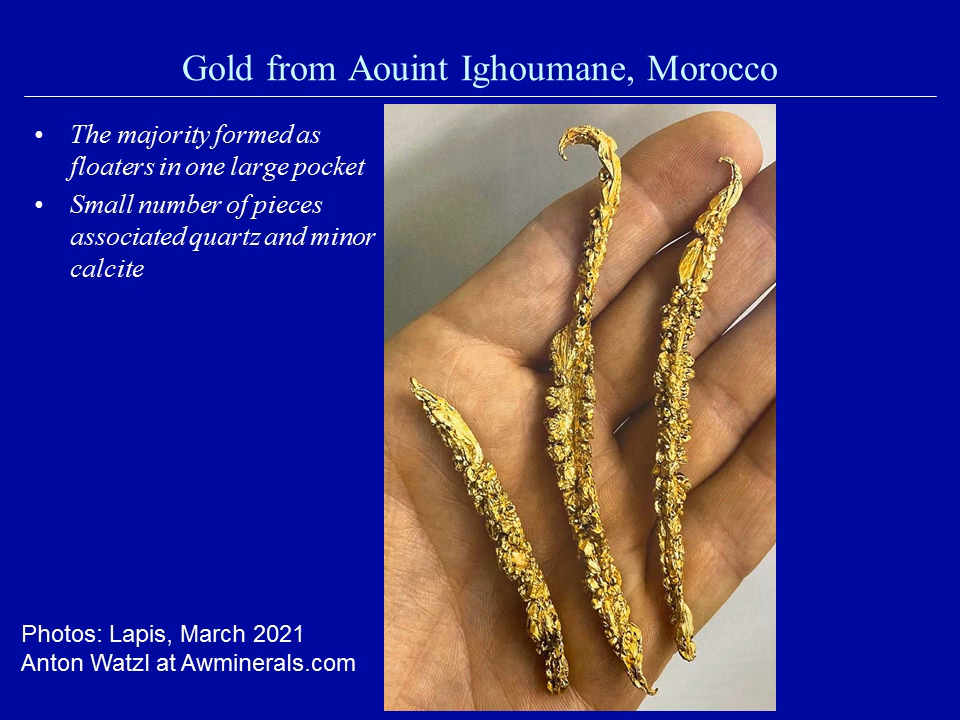 Gold from Aouint Ighoumane, Morocco
• The majority formed as
floaters in one large pocket
• Small number of pieces
associated quartz and minor
calcite
Photos: Lapis, March 2021
Anton Watzl at Awminerals.com